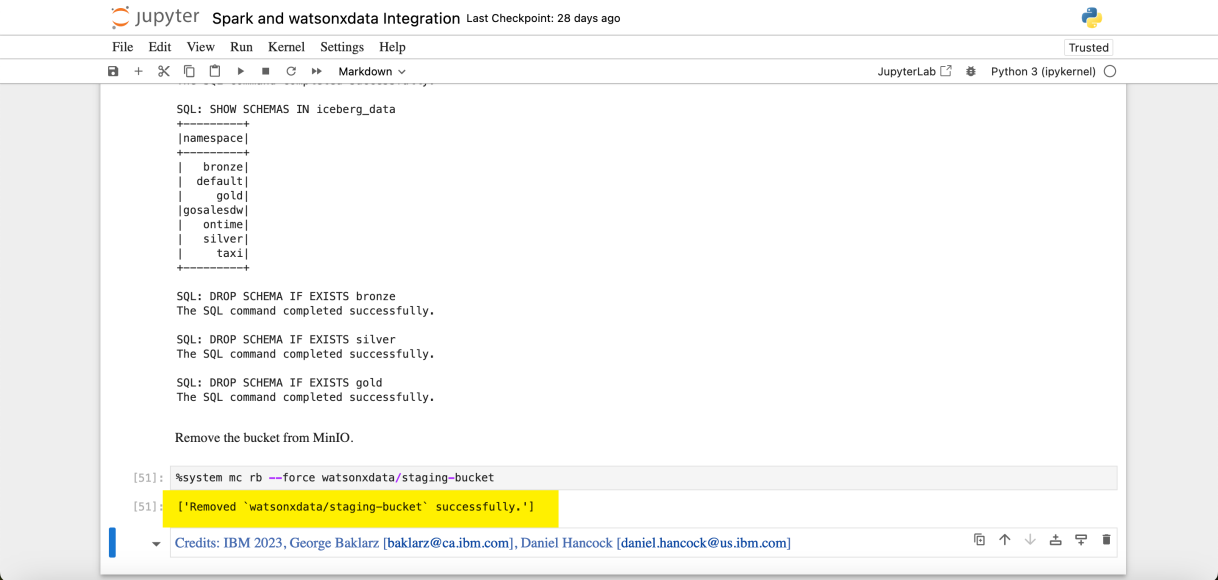 jupyter Spark and watsonxdata Integration Last Checkpoint: 28 days ago
File Edit View Run Kernel Settings Help
Trusted
Markdown
JupyterLab
Python 3 (ipykernel)
The SQL command completed successfully.
SQL: SHOW SCHEMAS IN iceberg_data
+---------+
|namespace|
+---------+
|   bronze|
|  default|
|     gold|
|gosalesdw|
|   ontime|
|   silver|
|     taxi|
+---------+
SQL: DROP SCHEMA IF EXISTS bronze
The SQL command completed successfully.
SQL: DROP SCHEMA IF EXISTS silver
The SQL command completed successfully.
SQL: DROP SCHEMA IF EXISTS gold
The SQL command completed successfully.
Remove the bucket from MinIO.
[51]: %system mc rb --force watsonxdata/staging-bucket
[51]: ['Removed `watsonxdata/staging-bucket` successfully.']
Credits: IBM 2023, George Baklarz [baklarz@ca.ibm.com], Daniel Hancock [daniel.hancock@us.ibm.com]